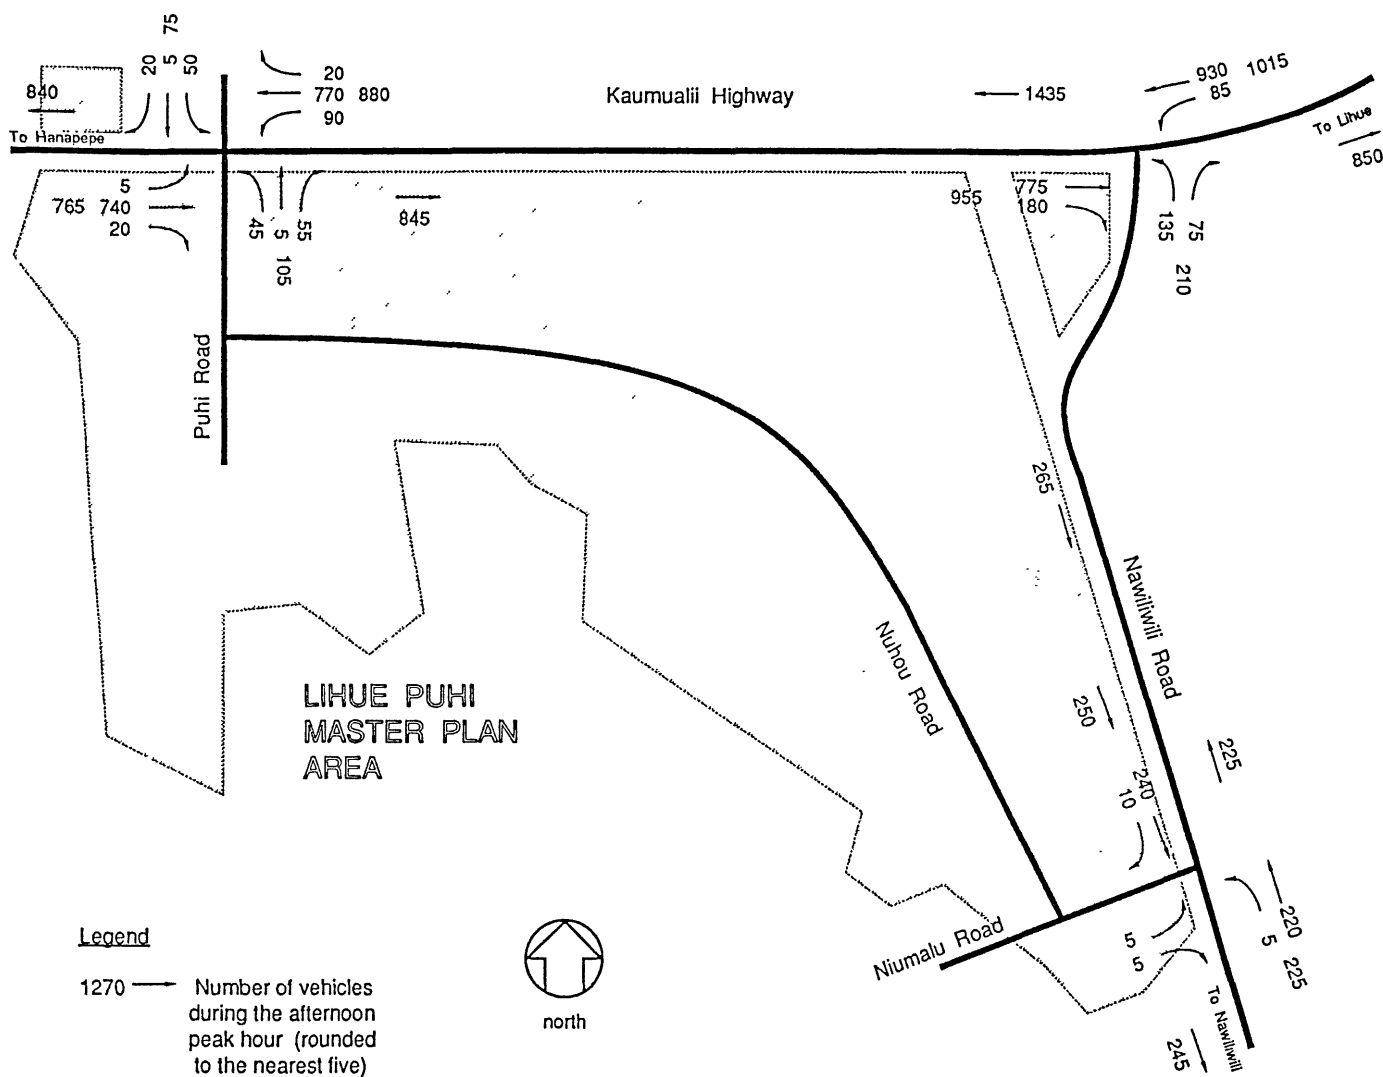 75
20 5 50
20
770 880
90
Kaumualii Highway
1435
930 1015
85
840
To Hanapepe
To Lihue
850
5
765 740
20
45 5 55
105
845
955 775
180
135 75
210
Puhi Road
265
Nawiliwili Road
Nuhou Road
250
225
240
10
LIHUE PUHI
MASTER PLAN
AREA
Niumalu Road
5
5
220
5 225
To Nawiliwili
245
Legend
1270 Number of vehicles
during the afternoon
peak hour (rounded
to the nearest five)
north